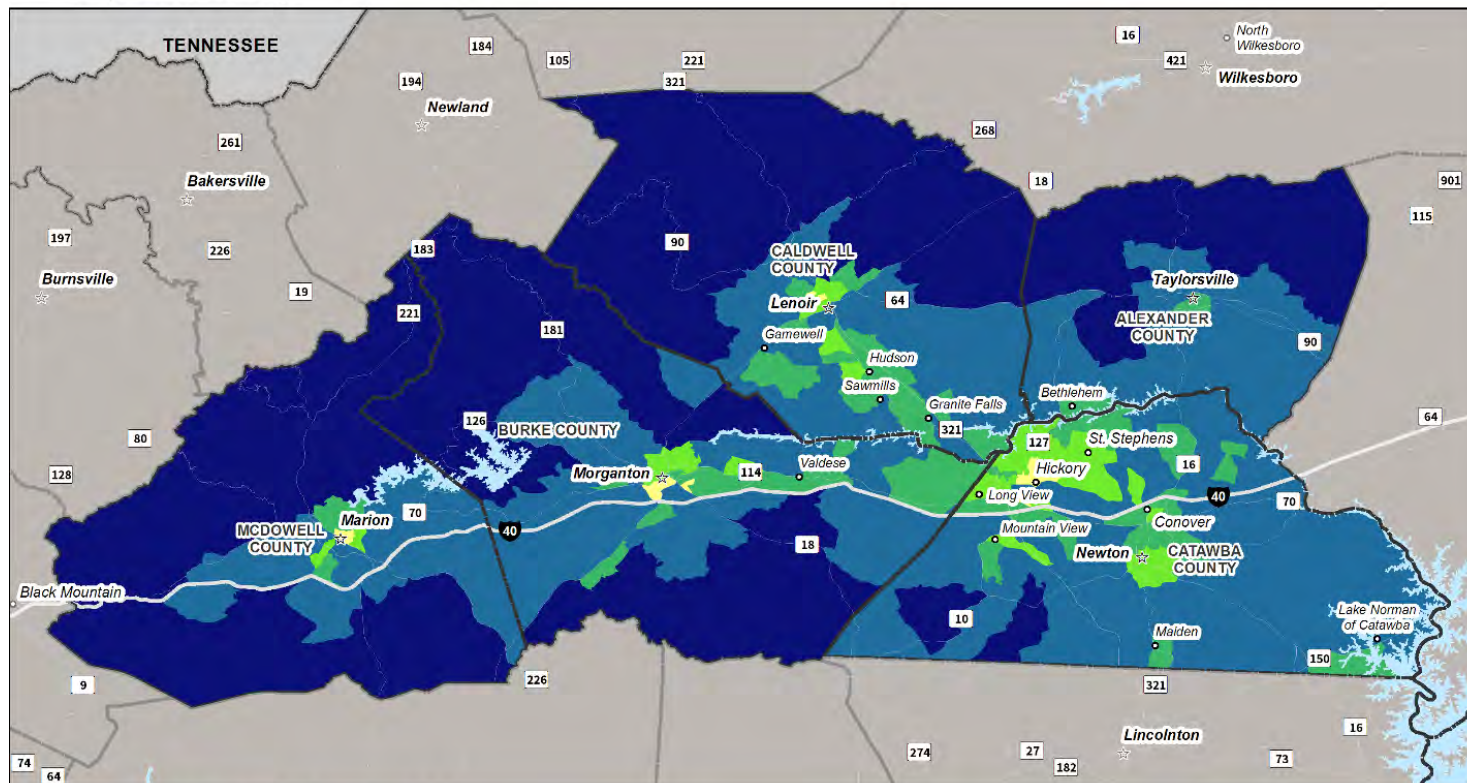 TENNESSEE
184
105
221
16
North
Wilkesboro
421
Wilkesboro
321
194
Newland
268
261
Bakersville
18
901
115
197
226
183
90
CALDWELL
COUNTY
Taylorsville
Burnsville
19
221
Lenoir
64
ALEXANDER
COUNTY
181
Gamewell
Hudson
90
Sawmills
Granite Falls
Bethlehem
126
BURKE COUNTY
321
127
St. Stephens
64
80
128
Morganton
114
Valdese
Hickory
16
Long View
40
70
70
Marion
MCDOWELL
COUNTY
40
18
Mountain View
Conover
Newton
CATAWBA
COUNTY
Black Mountain
10
Lake Norman
of Catawba
Maiden
150
9
226
321
274
27
Lincolnton
16
74
64
182
73